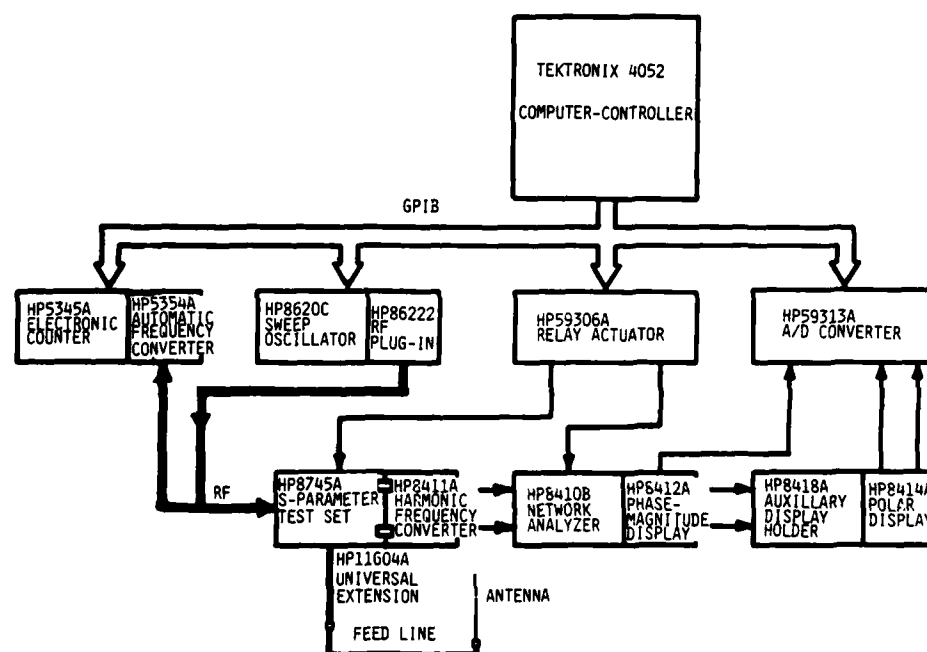 TEKTRONIX 4052
COMPUTER-CONTROLLER
GPIB
HP5345A
ELECTRONIC
COUNTER
HP5354A
AUTOMATIC
FREQUENCY
CONVERTER
HP8620C
SWEEP
OSCILLATOR
HP86222
RF
PLUG-IN
HP59306A
RELAY ACTUATOR
HP59313A
A/D CONVERTER
RF
HP8745A
S-PARAMETER
TEST SET
HP8411A
HARMONIC
FREQUENCY
CONVERTER
HP8410B
NETWORK
ANALYZER
HP8412A
PHASE-
MAGNITUDE
DISPLAY
HP8418A
AUXILLARY
DISPLAY
HOLDER
HP8414A
POLAR
DISPLAY
HP11604A
UNIVERSAL
EXTENSION
ANTENNA
FEED LINE